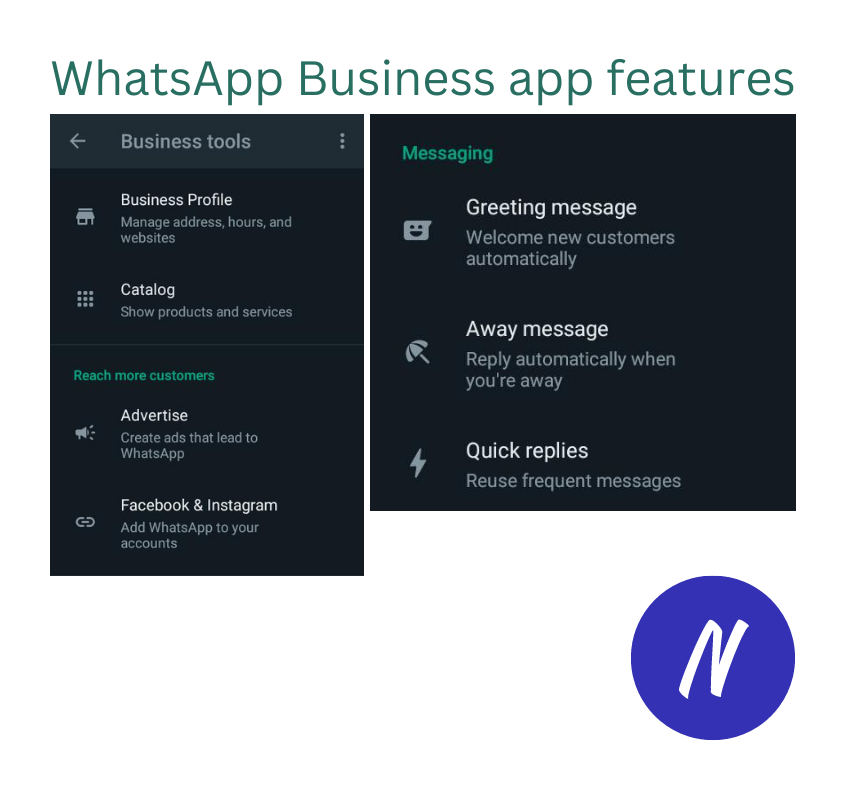 WhatsApp Business app features
Business tools
Business Profile
Manage address, hours, and
websites
Catalog
Show products and services
Reach more customers
Advertise
Create ads that lead to
WhatsApp
Facebook & Instagram
Add WhatsApp to your
accounts
Messaging
Greeting message
Welcome new customers
automatically
Away message
Reply automatically when
you're away
Quick replies
Reuse frequent messages
N